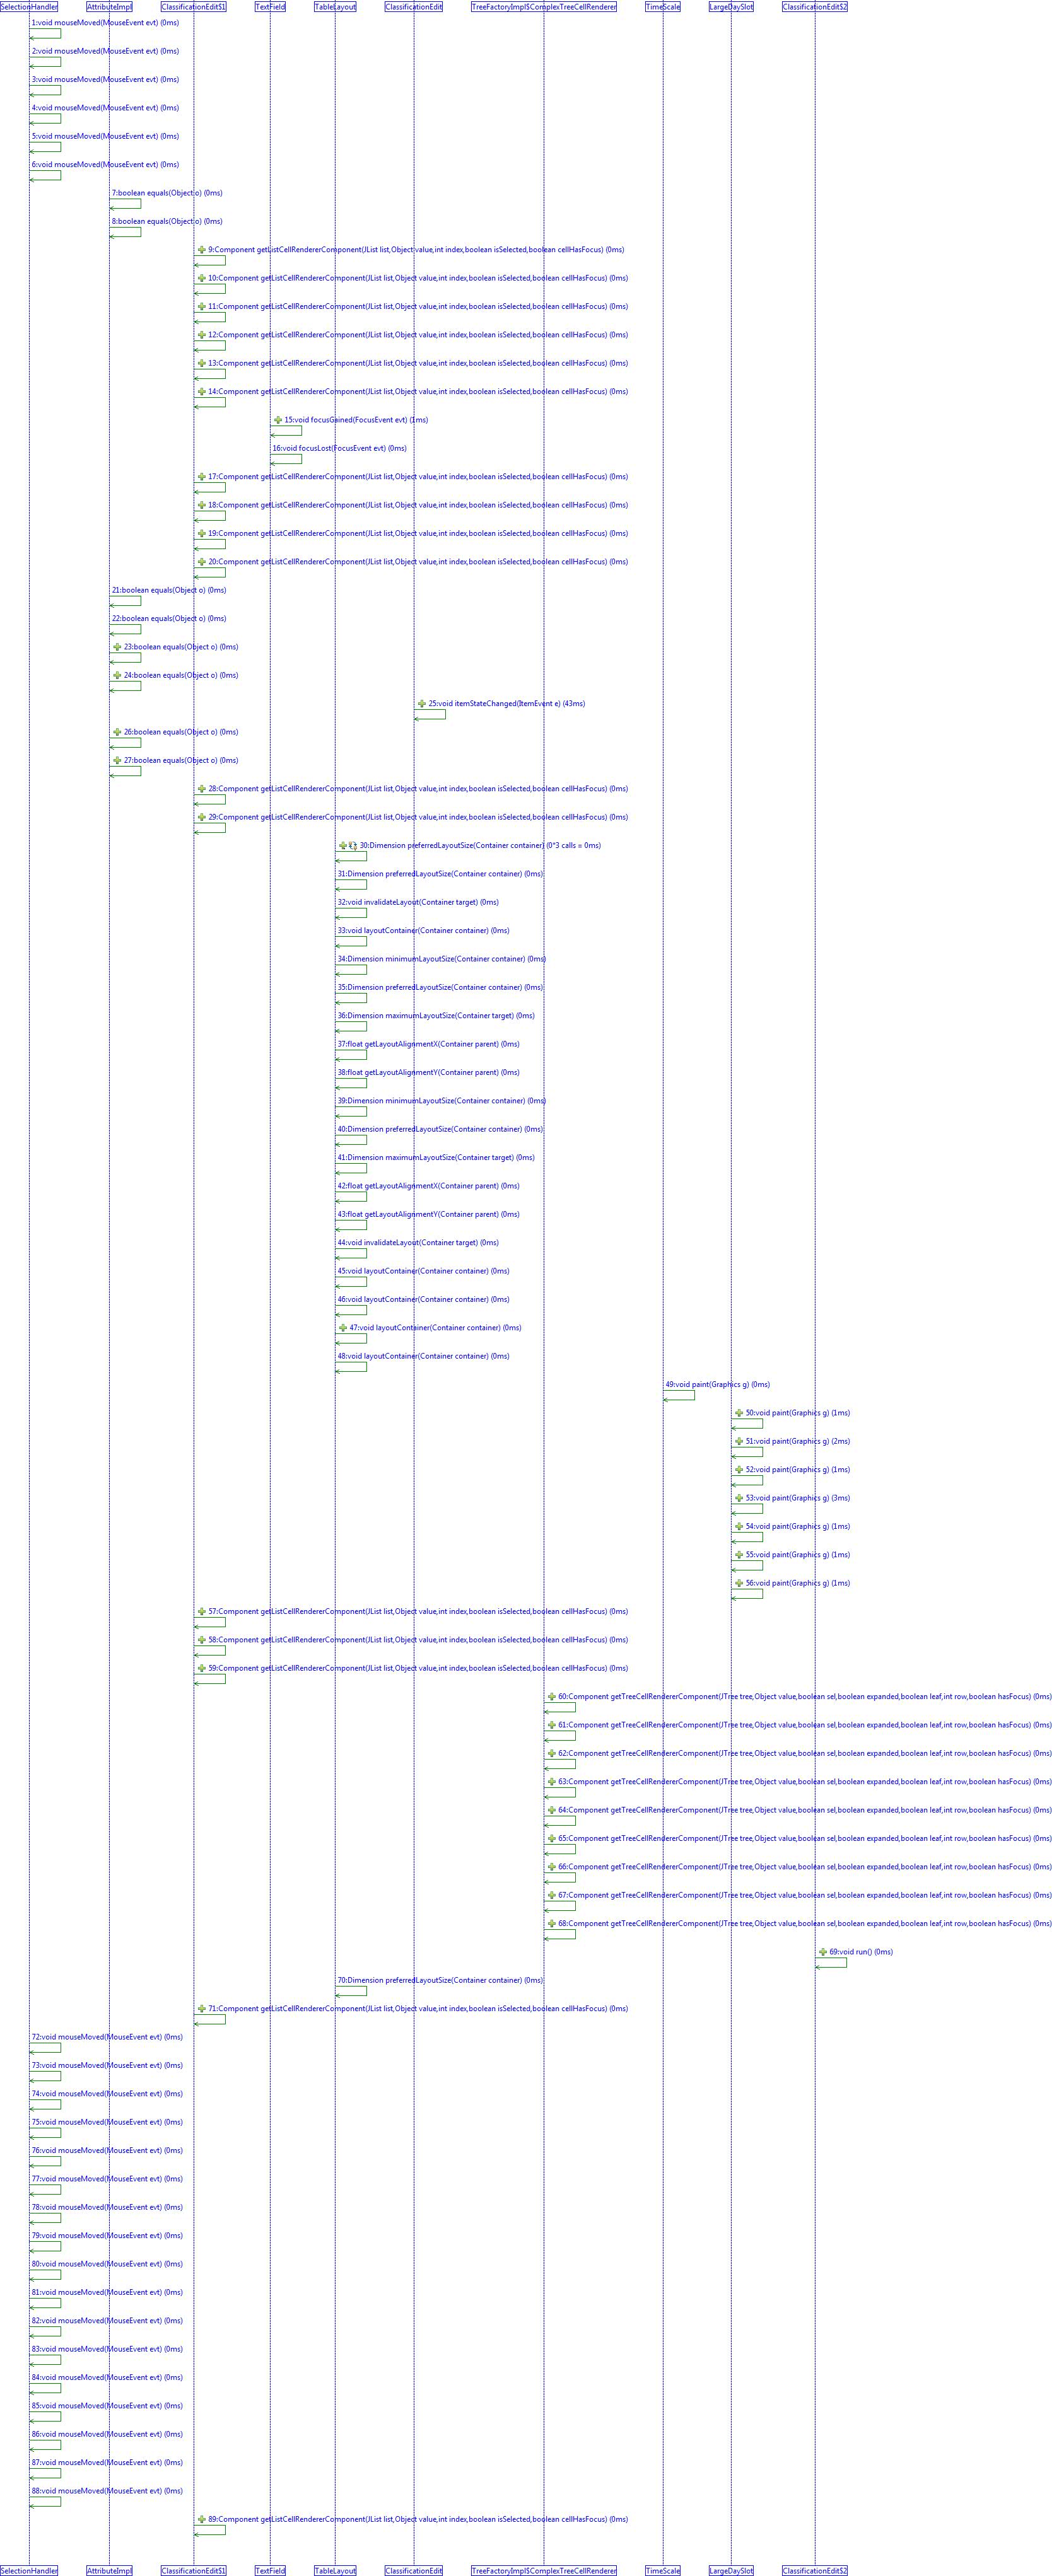 SelectionHandler AttributeImpl ClassificationEdit$1 TextField TableLayout ClassificationEdit TreeFactoryImpl$ComplexTreeCellRenderer TimeScale LargeDaySlot ClassificationEdit$2
1:void mouseMoved(MouseEvent evt) (0ms)
2:void mouseMoved(MouseEvent evt) (0ms)
3:void mouseMoved(MouseEvent evt) (0ms)
4:void mouseMoved(MouseEvent evt) (0ms)
5:void mouseMoved(MouseEvent evt) (0ms)
6:void mouseMoved(MouseEvent evt) (0ms)
7:boolean equals(Object o) (0ms)
8:boolean equals(Object o) (0ms)
9:Component getListCellRendererComponent(JList list,Object value,int index,boolean isSelected,boolean cellHasFocus) (0ms)
10:Component getListCellRendererComponent(JList list,Object value,int index,boolean isSelected,boolean cellHasFocus) (0ms)
11:Component getListCellRendererComponent(JList list,Object value,int index,boolean isSelected,boolean cellHasFocus) (0ms)
12:Component getListCellRendererComponent(JList list,Object value,int index,boolean isSelected,boolean cellHasFocus) (0ms)
13:Component getListCellRendererComponent(JList list,Object value,int index,boolean isSelected,boolean cellHasFocus) (0ms)
14:Component getListCellRendererComponent(JList list,Object value,int index,boolean isSelected,boolean cellHasFocus) (0ms)
15:void focusGained(FocusEvent evt) (1ms)
16:void focusLost(FocusEvent evt) (0ms)
17:Component getListCellRendererComponent(JList list,Object value,int index,boolean isSelected,boolean cellHasFocus) (0ms)
18:Component getListCellRendererComponent(JList list,Object value,int index,boolean isSelected,boolean cellHasFocus) (0ms)
19:Component getListCellRendererComponent(JList list,Object value,int index,boolean isSelected,boolean cellHasFocus) (0ms)
20:Component getListCellRendererComponent(JList list,Object value,int index,boolean isSelected,boolean cellHasFocus) (0ms)
21:boolean equals(Object o) (0ms)
22:boolean equals(Object o) (0ms)
23:boolean equals(Object o) (0ms)
24:boolean equals(Object o) (0ms)
25:void itemStateChanged(ItemEvent e) (43ms)
26:boolean equals(Object o) (0ms)
27:boolean equals(Object o) (0ms)
28:Component getListCellRendererComponent(JList list,Object value,int index,boolean isSelected,boolean cellHasFocus) (0ms)
29:Component getListCellRendererComponent(JList list,Object value,int index,boolean isSelected,boolean cellHasFocus) (0ms)
30:Dimension preferredLayoutSize(Container container) (0*3 calls = 0ms)
31:Dimension preferredLayoutSize(Container container) (0ms)
32:void invalidateLayout(Container target) (0ms)
33:void layoutContainer(Container container) (0ms)
34:Dimension minimumLayoutSize(Container container) (0ms)
35:Dimension preferredLayoutSize(Container container) (0ms)
36:Dimension maximumLayoutSize(Container target) (0ms)
37:float getLayoutAlignmentX(Container parent) (0ms)
38:float getLayoutAlignmentY(Container parent) (0ms)
39:Dimension minimumLayoutSize(Container container) (0ms)
40:Dimension preferredLayoutSize(Container container) (0ms)
41:Dimension maximumLayoutSize(Container target) (0ms)
42:float getLayoutAlignmentX(Container parent) (0ms)
43:float getLayoutAlignmentY(Container parent) (0ms)
44:void invalidateLayout(Container target) (0ms)
45:void layoutContainer(Container container) (0ms)
46:void layoutContainer(Container container) (0ms)
47:void layoutContainer(Container container) (0ms)
48:void layoutContainer(Container container) (0ms)
49:void paint(Graphics g) (0ms)
50:void paint(Graphics g) (1ms)
51:void paint(Graphics g) (2ms)
52:void paint(Graphics g) (1ms)
53:void paint(Graphics g) (3ms)
54:void paint(Graphics g) (1ms)
55:void paint(Graphics g) (1ms)
56:void paint(Graphics g) (1ms)
57:Component getListCellRendererComponent(JList list,Object value,int index,boolean isSelected,boolean cellHasFocus) (0ms)
58:Component getListCellRendererComponent(JList list,Object value,int index,boolean isSelected,boolean cellHasFocus) (0ms)
59:Component getListCellRendererComponent(JList list,Object value,int index,boolean isSelected,boolean cellHasFocus) (0ms)
60:Component getTreeCellRendererComponent(JTree tree,Object value,boolean sel,boolean expanded,boolean leaf,int row,boolean hasFocus) (0ms)
61:Component getTreeCellRendererComponent(JTree tree,Object value,boolean sel,boolean expanded,boolean leaf,int row,boolean hasFocus) (0ms)
62:Component getTreeCellRendererComponent(JTree tree,Object value,boolean sel,boolean expanded,boolean leaf,int row,boolean hasFocus) (0ms)
63:Component getTreeCellRendererComponent(JTree tree,Object value,boolean sel,boolean expanded,boolean leaf,int row,boolean hasFocus) (0ms)
64:Component getTreeCellRendererComponent(JTree tree,Object value,boolean sel,boolean expanded,boolean leaf,int row,boolean hasFocus) (0ms)
65:Component getTreeCellRendererComponent(JTree tree,Object value,boolean sel,boolean expanded,boolean leaf,int row,boolean hasFocus) (0ms)
66:Component getTreeCellRendererComponent(JTree tree,Object value,boolean sel,boolean expanded,boolean leaf,int row,boolean hasFocus) (0ms)
67:Component getTreeCellRendererComponent(JTree tree,Object value,boolean sel,boolean expanded,boolean leaf,int row,boolean hasFocus) (0ms)
68:Component getTreeCellRendererComponent(JTree tree,Object value,boolean sel,boolean expanded,boolean leaf,int row,boolean hasFocus) (0ms)
69:void run() (0ms)
70:Dimension preferredLayoutSize(Container container) (0ms)
71:Component getListCellRendererComponent(JList list,Object value,int index,boolean isSelected,boolean cellHasFocus) (0ms)
72:void mouseMoved(MouseEvent evt) (0ms)
73:void mouseMoved(MouseEvent evt) (0ms)
74:void mouseMoved(MouseEvent evt) (0ms)
75:void mouseMoved(MouseEvent evt) (0ms)
76:void mouseMoved(MouseEvent evt) (0ms)
77:void mouseMoved(MouseEvent evt) (0ms)
78:void mouseMoved(MouseEvent evt) (0ms)
79:void mouseMoved(MouseEvent evt) (0ms)
80:void mouseMoved(MouseEvent evt) (0ms)
81:void mouseMoved(MouseEvent evt) (0ms)
82:void mouseMoved(MouseEvent evt) (0ms)
83:void mouseMoved(MouseEvent evt) (0ms)
84:void mouseMoved(MouseEvent evt) (0ms)
85:void mouseMoved(MouseEvent evt) (0ms)
86:void mouseMoved(MouseEvent evt) (0ms)
87:void mouseMoved(MouseEvent evt) (0ms)
88:void mouseMoved(MouseEvent evt) (0ms)
89:Component getListCellRendererComponent(JList list,Object value,int index,boolean isSelected,boolean cellHasFocus) (0ms)
SelectionHandler AttributeImpl ClassificationEdit$1 TextField TableLayout ClassificationEdit TreeFactoryImpl$ComplexTreeCellRenderer TimeScale LargeDaySlot ClassificationEdit$2